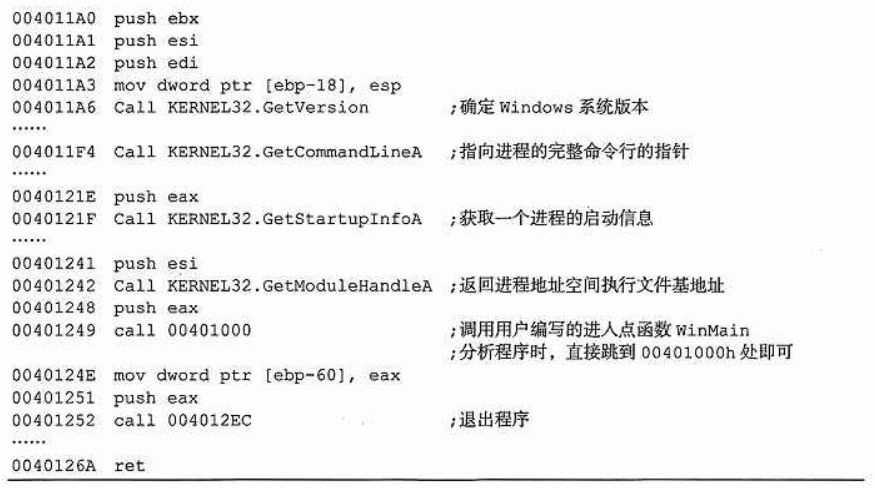 004011A0 push ebx
004011A1 push esi
004011A2 push edi
004011A3 mov dword ptr [ebp-18], esp
004011A6 Call KERNEL32.GetVersion ;确定 Windows 系统版本
……
004011F4 Call KERNEL32.GetCommandLineA ;指向进程的完整命令行的指针
……
0040121E push eax
0040121F Call KERNEL32.GetStartupInfoA ;获取一个进程的启动信息
……
00401241 push esi
00401242 Call KERNEL32.GetModuleHandleA ;返回进程地址空间执行文件基地址
00401248 push eax
00401249 call 00401000 ;调用用户编写的进人点函数 WinMain
;分析程序时，直接跳到 00401000h 处即可
0040124E mov dword ptr [ebp-60], eax
00401251 push eax
00401252 call 004012EC ;退出程序
……
0040126A ret